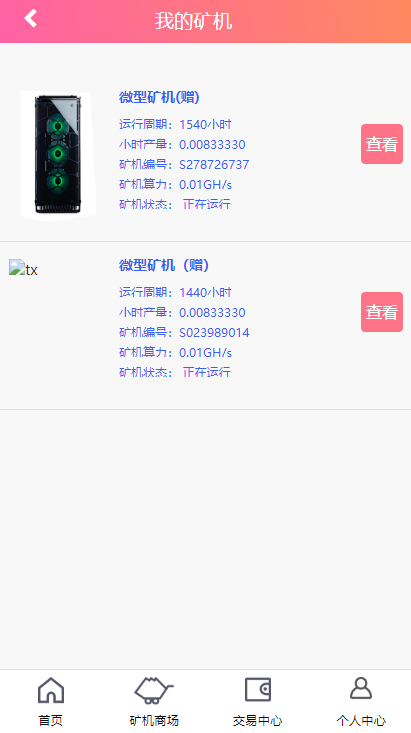 我的矿机
微型矿机(赠)
运行周期：1540小时
小时产量：0.00833330
矿机编号：S278726737
矿机算力：0.01GH/s
矿机状态： 正在运行
查看
tx
微型矿机（赠）
运行周期：1440小时
小时产量：0.00833330
矿机编号：S023989014
矿机算力：0.01GH/s
矿机状态： 正在运行
查看
首页
矿机商场
交易中心
个人中心